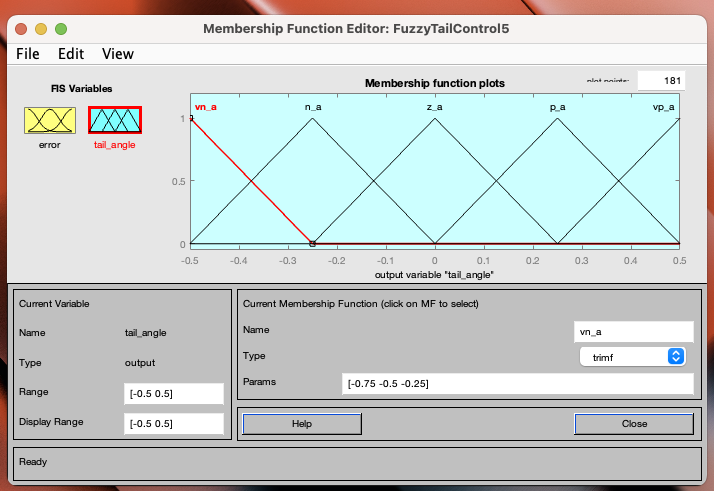 Membership Function Editor: FuzzyTailControl5
File Edit View
FIS Variables
Membership function plots
plot points:
181
error
tail_angle
vn_a
n_a
z_a
p_a
vp_a
1
0.5
0
-0.5 -0.4 -0.3 -0.2 -0.1 0 0.1 0.2 0.3 0.4 0.5
output variable "tail_angle"
Current Variable
Name tail_angle
Type output
Range [-0.5 0.5]
Display Range [-0.5 0.5]
Current Membership Function (click on MF to select)
Name vn_a
Type trimf
Params [-0.75 -0.5 -0.25]
Help
Close
Ready